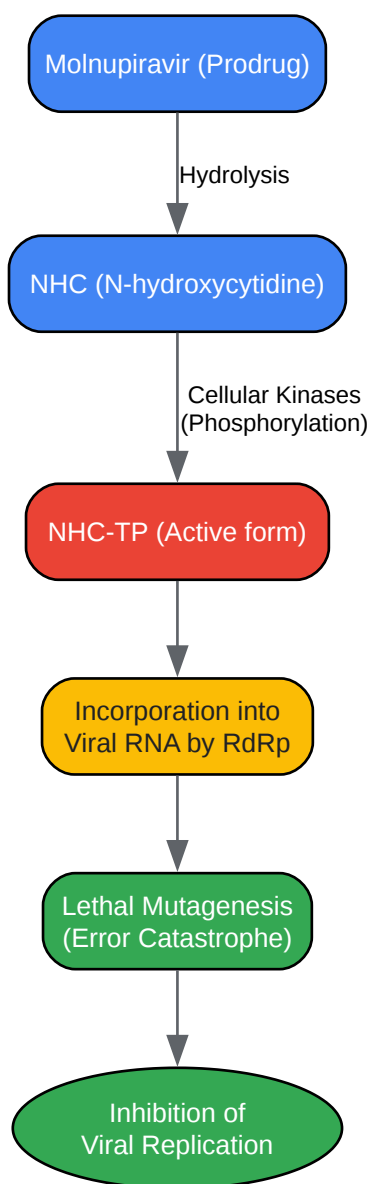 Molnupiravir (Prodrug)
Hydrolysis
NHC (N-hydroxycytidine)
Cellular Kinases
(Phosphorylation)
NHC-TP (Active form)
Incorporation into
Viral RNA by RdRp
Lethal Mutagenesis
(Error Catastrophe)
Inhibition of
Viral Replication